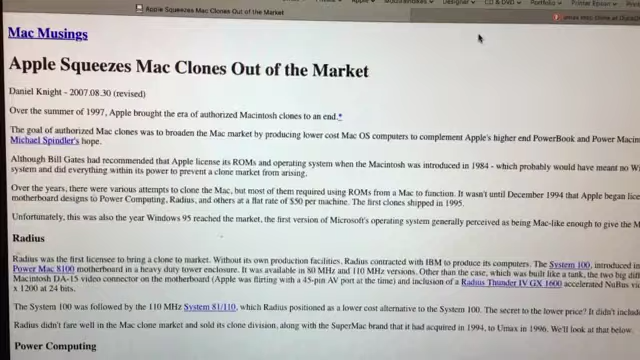 Designer CD & DVD Portfolio Printer Epson
Apple Squeezes Mac Clones Out of the Market
Mac Musings
Apple Squeezes Mac Clones Out of the Market
Daniel Knight - 2007.08.30 (revised)
Over the summer of 1997, Apple brought the era of authorized Macintosh clones to an end.*
The goal of authorized Mac clones was to broaden the Mac market by producing lower cost Mac OS computers to complement Apple's higher end PowerBook and Power Macin
Michael Spindler's hope.
Although Bill Gates had recommended that Apple license its ROMs and operating system when the Macintosh was introduced in 1984 - which probably would have meant no Wi
system and did everything within its power to prevent a clone market from arising.
Over the years, there were various attempts to clone the Mac, but most of them required using ROMs from a Mac to function. It wasn't until December 1994 that Apple began lice
motherboard designs to Power Computing, Radius, and others at a flat rate of $50 per machine. The first clones shipped in 1995.
Unfortunately, this was also the year Windows 95 reached the market, the first version of Microsoft's operating system generally perceived as being Mac-like enough to give the M
Radius
Radius was the first licensee to bring a clone to market. Without its own production facilities, Radius contracted with IBM to produce its computers. The System 100, introduced in
Power Mac 8100 motherboard in a heavy duty tower enclosure. It was available in 80 MHz and 110 MHz versions. Other than the case, which was built like a tank, the two big diff
Macintosh DA-15 video connector on the motherboard (Apple was flirting with a 45-pin AV port at the time) and inclusion of a Radius Thunder IV GX 1600 accelerated NuBus vid
x 1200 at 24 bits.
The System 100 was followed by the 110 MHz System 81/110, which Radius positioned as a lower cost alternative to the System 100. The secret to the lower price? It didn't include
Radius didn't fare well in the Mac clone market and sold its clone division, along with the SuperMac brand that it had acquired in 1994, to Umax in 1996. We'll look at that below.
Power Computing